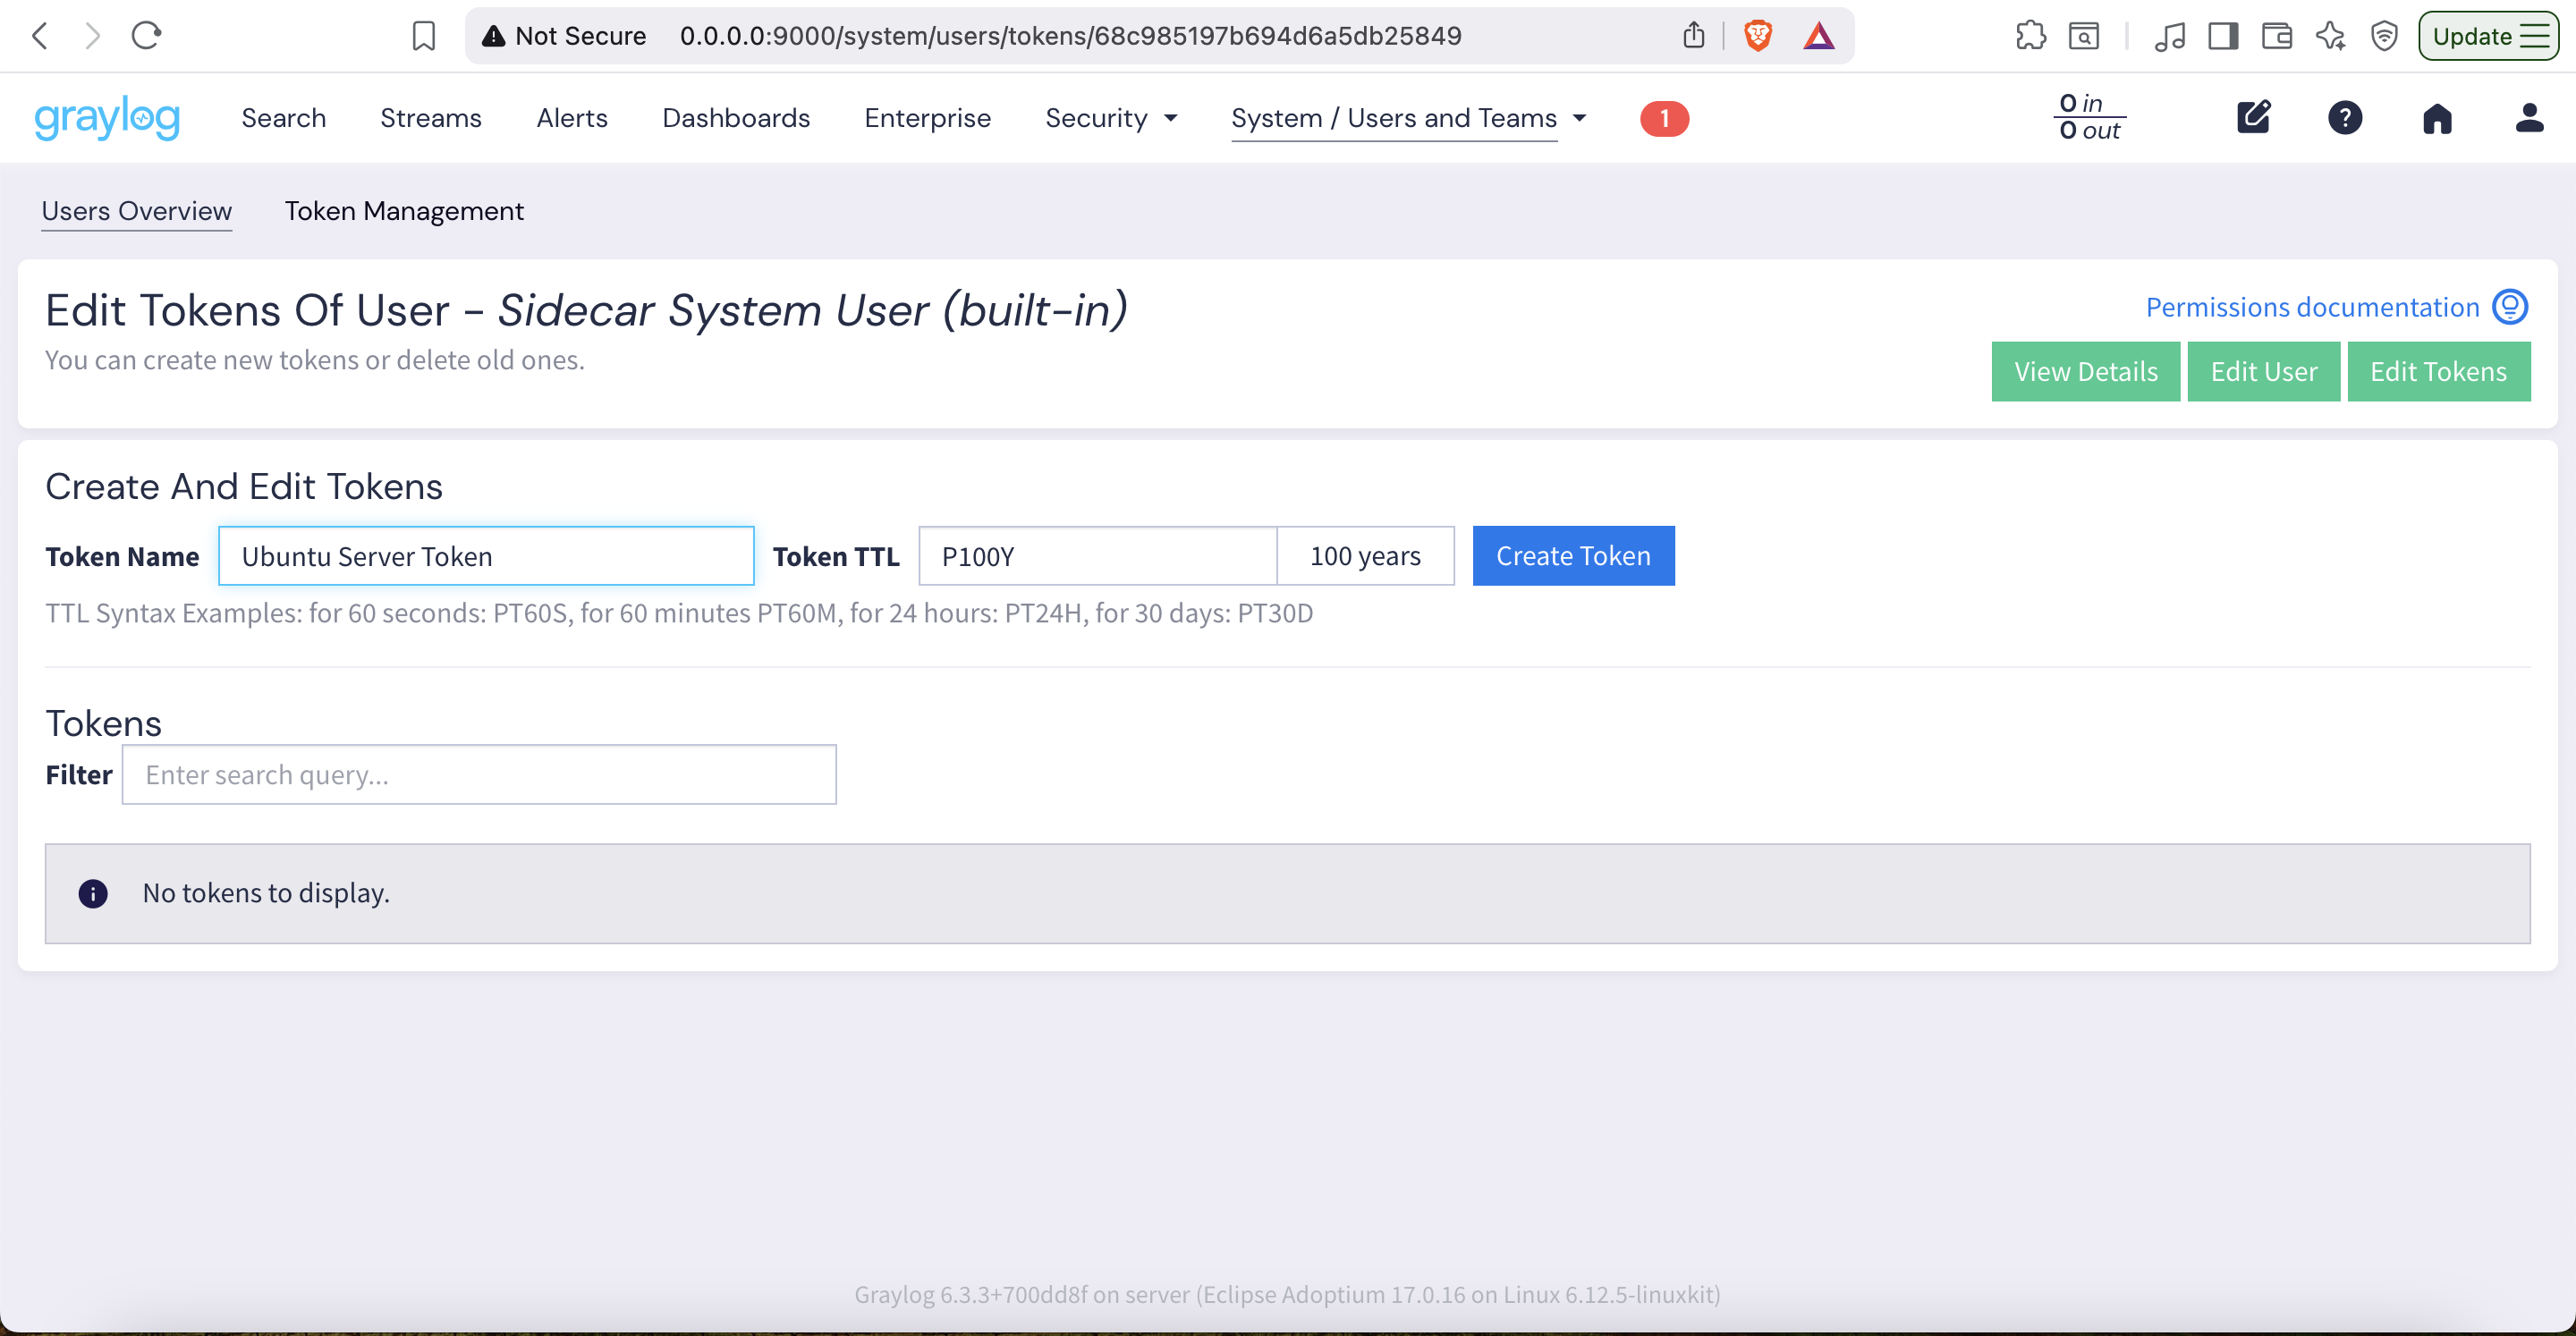 Not Secure 0.0.0.0:9000/system/users/tokens/68c985197b694d6a5db25849 Update
graylog Search Streams Alerts Dashboards Enterprise Security System / Users and Teams 1 0 in
0 out
Users Overview Token Management
Edit Tokens Of User - Sidecar System User (built-in) Permissions documentation
You can create new tokens or delete old ones. View Details Edit User Edit Tokens
Create And Edit Tokens
Token Name Ubuntu Server Token Token TTL P100Y 100 years Create Token
TTL Syntax Examples: for 60 seconds: PT60S, for 60 minutes PT60M, for 24 hours: PT24H, for 30 days: PT30D
Tokens
Filter Enter search query...
No tokens to display.
Graylog 6.3.3+700dd8f on server (Eclipse Adoptium 17.0.16 on Linux 6.12.5-linuxkit)